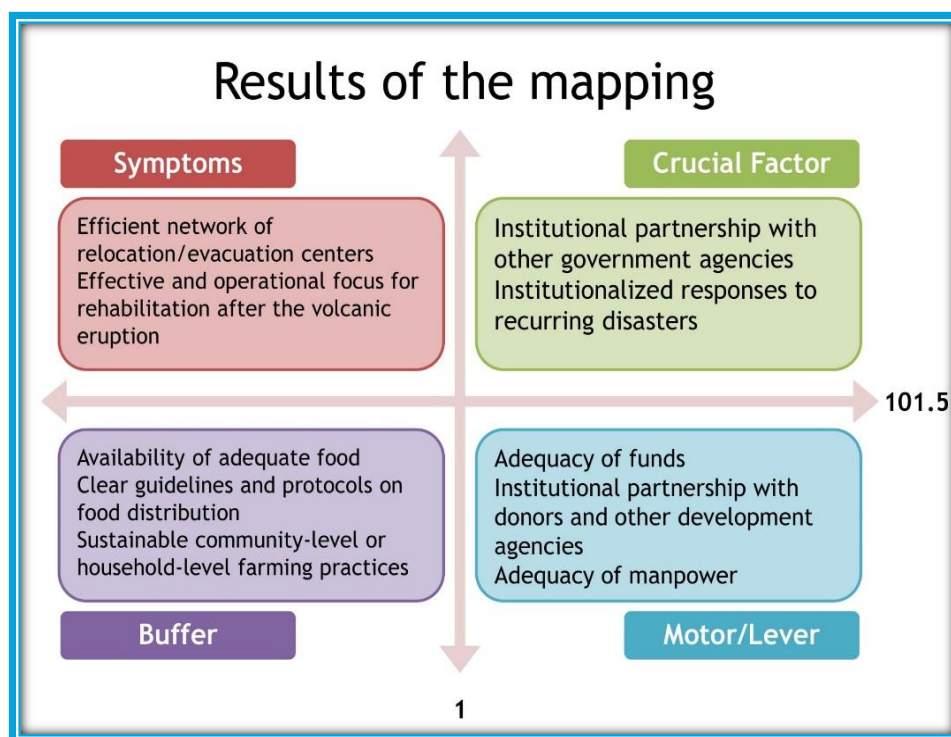 Results of the mapping
Symptoms
Efficient network of
relocation/evacuation centers
Effective and operational focus for
rehabilitation after the volcanic
eruption
Crucial Factor
Institutional partnership with
other government agencies
Institutionalized responses to
recurring disasters
101.5
Availability of adequate food
Clear guidelines and protocols on
food distribution
Sustainable community-level or
household-level farming practices
Buffer
Adequacy of funds
Institutional partnership with
donors and other development
agencies
Adequacy of manpower
Motor/Lever
1